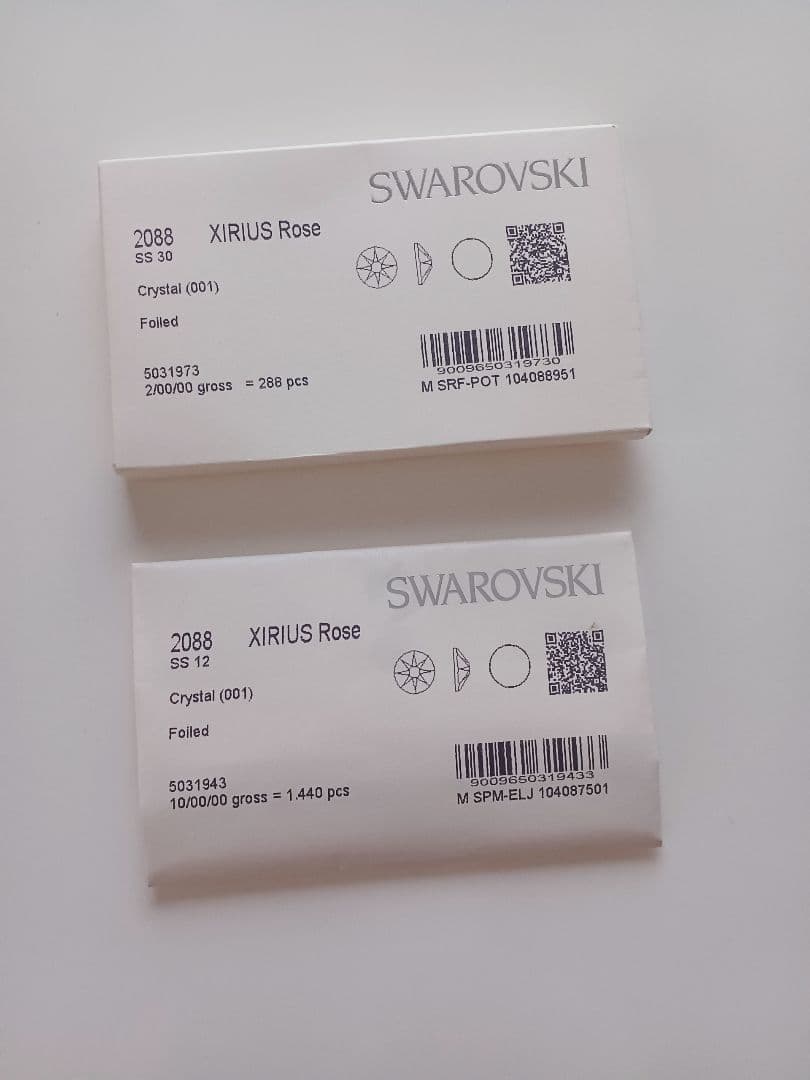 SWAROVSKI
2088 XIRIUS Rose
SS 30
Crystal (001)
Foiled
5031973
2/00/00 gross = 288 pcs
9009650319730
M SRF-POT 104088951
SWAROVSKI
2088 XIRIUS Rose
SS 12
Crystal (001)
Foiled
5031943
10/00/00 gross = 1.440 pcs
9009650319433
M SPM-ELJ 104087501